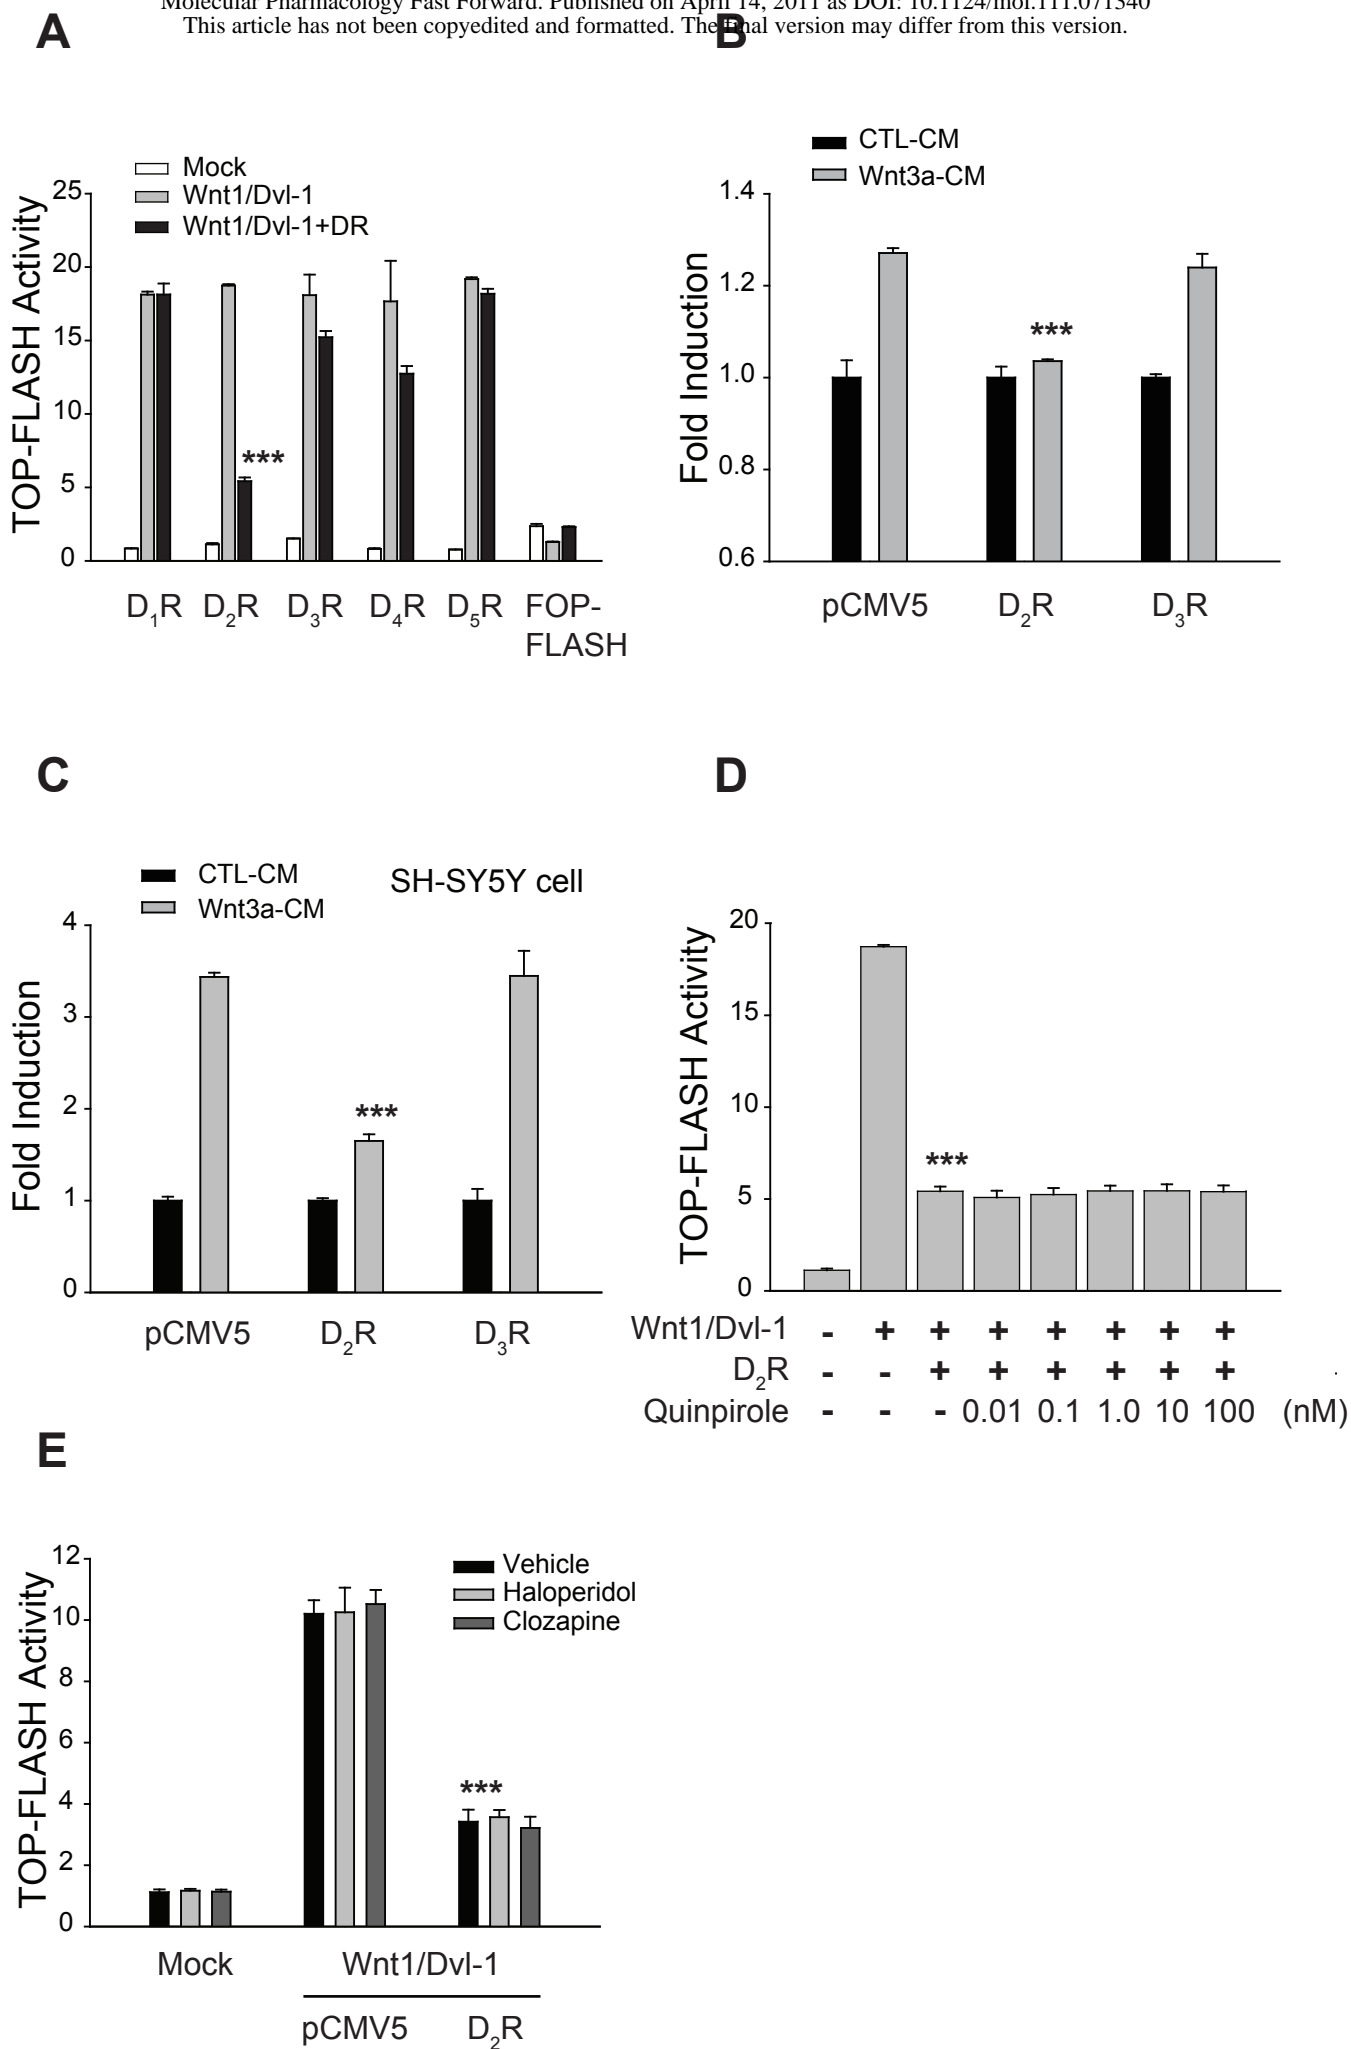 Molecular Pharmacology Fast Forward. Published on April 14, 2011 as DOI: 10.1124/mol.111.071340
This article has not been copyedited and formatted. The final version may differ from this version.
A
Mock
Wnt1/Dvl-1
Wnt1/Dvl-1+DR
TOP-FLASH Activity
25
20
15
10
5
0
***
D1R D2R D3R D4R D5R FOP-
FLASH
B
CTL-CM
Wnt3a-CM
Fold Induction
1.4
1.2
1.0
0.8
0.6
***
pCMV5 D2R D3R
C
CTL-CM
Wnt3a-CM
SH-SY5Y cell
Fold Induction
4
3
2
1
0
***
pCMV5 D2R D3R
D
TOP-FLASH Activity
20
15
10
5
0
***
Wnt1/Dvl-1 - + + + + + + +
D2R - - + + + + + +
Quinpirole - - - 0.01 0.1 1.0 10 100 (nM)
E
Vehicle
Haloperidol
Clozapine
TOP-FLASH Activity
12
10
8
6
4
2
0
***
Mock Wnt1/Dvl-1
pCMV5 D2R